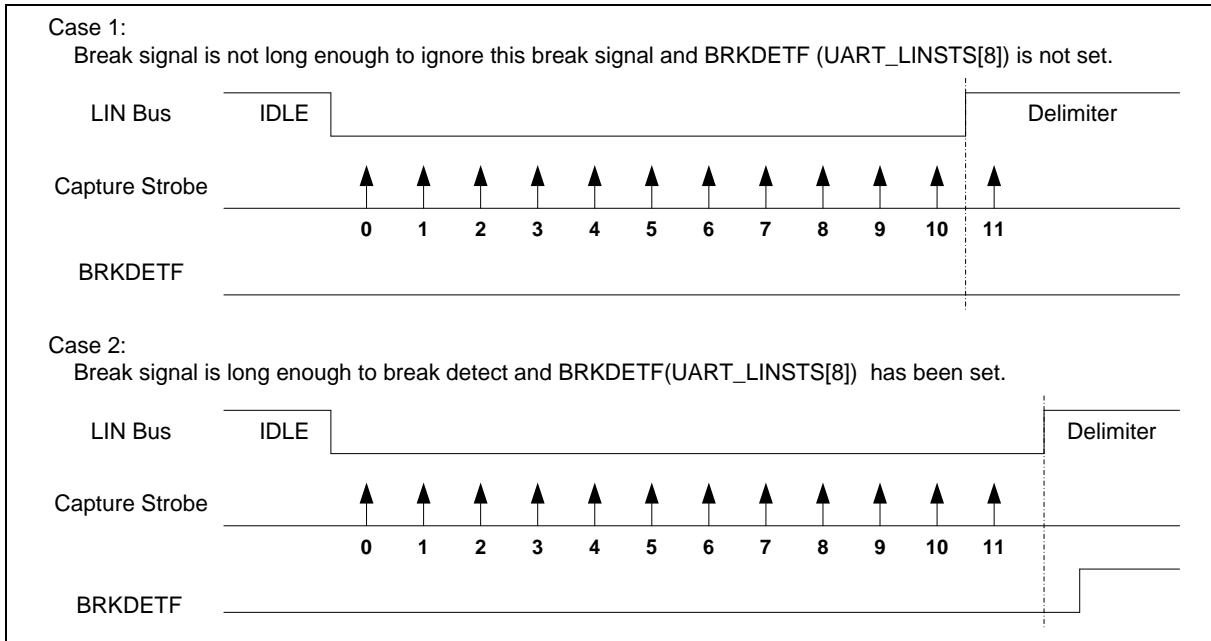 Case 1:
Break signal is not long enough to ignore this break signal and BRKDETF (UART_LINSTS[8]) is not set.
LIN Bus IDLE Delimiter
Capture Strobe
0 1 2 3 4 5 6 7 8 9 10 11
BRKDETF
Case 2:
Break signal is long enough to break detect and BRKDETF(UART_LINSTS[8]) has been set.
LIN Bus IDLE Delimiter
Capture Strobe
0 1 2 3 4 5 6 7 8 9 10 11
BRKDETF